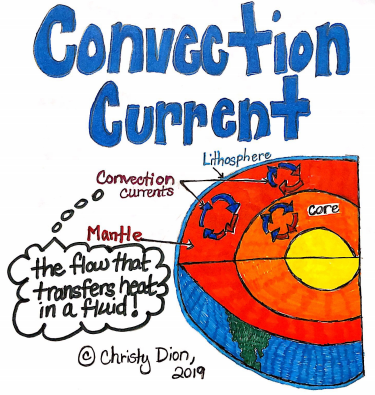 Convection
Current
Lithosphere
Convection
currents
core
Mantle
the flow that
transfers heat
in a fluid!
© Christy Dion,
2019